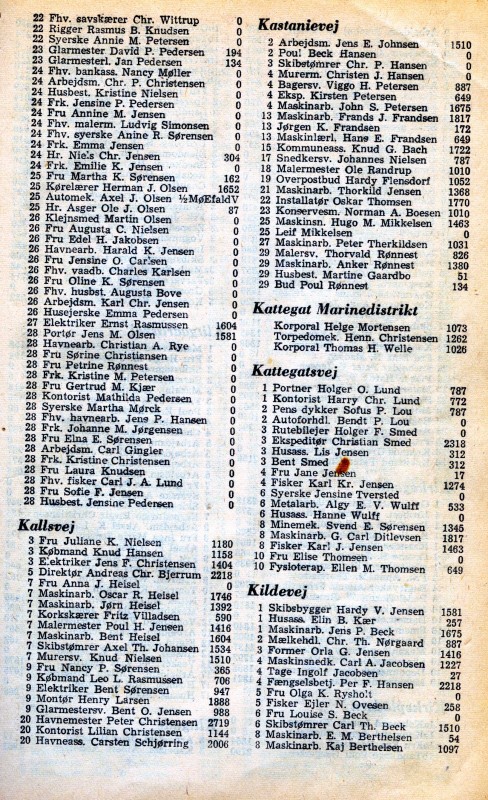 22 Fhv. savskærer Chr. Wittrup 0
22 Rigger Rasmus B. Knudsen 0
22 Syerske Annie M. Petersen 0
23 Glarmester David P. Pedersen 194
23 Glarmesterl. Jan Pedersen 134
24 Fhv. bankass. Nancy Møller 0
24 Arbejdsm. Chr. P. Christensen 0
24 Husbest. Kristine Nielsen 0
24 Frk. Jensine P. Pedersen 0
24 Fru Annine M. Jensen 0
24 Fhv. malerm. Ludvig Simonsen 0
24 Fhv. syerske Anine R. Sørensen 0
24 Frk. Emma Jensen 0
24 Hr. Niels Chr. Jensen 304
24 Frk. Emilie K. Jensen 0
25 Fru Martha K. Sørensen 162
25 Kørelærer Herman J. Olsen 1652
25 Automek. Axel J. Olsen ½MøEfaldV
25 Hr. Asger Ole J. Olsen 87
26 Klejnsmed Martin Olsen 0
26 Fru Augusta C. Nielsen 0
26 Fru Edel H. Jakobsen 0
26 Havnearb. Harald K. Jensen 0
26 Fru Jensine O. Carlsen 0
26 Fhv. vaadb. Charles Karlsen 0
26 Fru Oline K. Sørensen 0
26 Fhv. husbst. Augusta Bove 0
26 Arbejdsm. Karl Chr. Jensen 0
26 Husejerske Emma Pedersen 0
27 Elektriker Ernst Rasmussen 1604
28 Portør Jens M. Olsen 1581
28 Havnearb. Christian A. Rye 0
28 Fru Sørine Christiansen 0
28 Fru Petrine Rønnest 0
28 Frk. Kristine M. Petersen 0
28 Fru Gertrud M. Kjær 0
28 Kontorist Mathilda Pedersen 0
28 Syerske Martha Mørck 0
28 Fhv. havnearb. Jens P. Hansen 0
28 Frk. Johanne M. Jørgensen 0
28 Fru Elna E. Sørensen 0
28 Arbejdsm. Carl Gingler 0
28 Frk. Kristine Christensen 0
28 Fru Laura Knudsen 0
28 Fhv. fisker Carl J. A. Lund 0
28 Fru Sofie F. Jensen 0
28 Husbest. Jensine Pedersen 0
Kallsvej
3 Fru Juliane K. Nielsen 1180
3 Købmand Knud Hansen 1158
3 Elektriker Jens F. Christensen 1404
5 Direktør Andreas Chr. Bjerrum 2218
7 Fru Anna J. Heisel 0
7 Maskinarb. Oscar R. Heisel 1746
7 Maskinarb. Jørn Heisel 1392
7 Korkskærer Fritz Villadsen 590
7 Malermester Poul H. Jensen 1416
7 Maskinarb. Bent Heisel 1604
7 Skibstømrer Axel Th. Johansen 1534
7 Murersv. Knud Nielsen 1510
9 Fru Nancy P. Sørensen 365
9 Købmand Leo L. Rasmussen 706
9 Elektriker Bent Sørensen 947
9 Montør Henry Larsen 1888
9 Glarmestersv. Bent O. Jensen 988
20 Havnemester Peter Christensen 2719
20 Kontorist Lilian Christensen 1144
20 Havneass. Carsten Schjørring 2006
Kastanievej
2 Arbejdsm. Jens E. Johnsen 1510
2 Poul Beck Hansen 0
3 Skibstømrer Chr. P. Hansen 0
4 Murerm. Christen J. Hansen 0
4 Bagersv. Viggo H. Petersen 887
4 Eksp. Kirsten Petersen 649
4 Maskinarb. John S. Petersen 1675
13 Maskinarb. Frands J. Frandsen 1817
13 Jørgen K. Frandsen 172
13 Maskinlærl. Hans E. Frandsen 649
15 Kommuneass. Knud G. Bach 1722
17 Snedkersv. Johannes Nielsen 787
18 Malermester Ole Randrup 1010
19 Overpostbud Hardy Flensdorf 1052
21 Maskinarb. Thorkild Jensen 1368
22 Installatør Oskar Thomsen 1770
23 Konservesm. Norman A. Boesen 1010
25 Maskinsn. Hugo M. Mikkelsen 1463
25 Leif Mikkelsen 0
27 Maskinarb. Peter Therkildsen 1031
29 Malersv. Thorvald Rønnest 826
29 Maskinarb. Anker Rønnest 1380
29 Husbest. Martine Gaardbo 51
29 Bud Poul Rønnest 134
Kattegat Marinedistrikt
Korporal Helge Mortensen 1073
Torpedomek. Henn. Christensen 1262
Korporal Thomas H. Welle 1026
Kattegatsvej
1 Portner Holger O. Lund 787
1 Kontorist Harry Chr. Lund 772
2 Pens dykker Sofus P. Lou 787
2 Autoforhdl. Bendt P. Lou 0
3 Rutebilejer Holger F. Smed 0
3 Ekspeditør Christian Smed 2318
3 Husass. Lis Jensen 312
3 Bent Smed 312
4 Fru Jane Jensen 17
4 Fisker Karl Kr. Jensen 1274
6 Syerske Jensine Tversted 0
6 Metalarb. Algy E. V. Wulff 533
6 Husass. Hanne Wulff 0
8 Minemek. Svend E. Sørensen 1345
8 Maskinarb. G. Carl Ditlevsen 1817
8 Fisker Karl J. Jensen 1463
10 Fru Elise Thomsen 0
10 Fysioterap. Ellen M. Thomsen 649
Kildevej
1 Skibsbygger Hardy V. Jensen 1581
1 Husass. Elin B. Kær 257
1 Maskinarb. Jens P. Beck 1675
2 Mælkehdl. Chr. Th. Nørgaard 887
3 Former Orla G. Jensen 1416
4 Maskinsnedk. Carl A. Jacobsen 1227
4 Tage Ingolf Jacobsen 27
4 Fængselsbetj. Per F. Hansen 2218
5 Fru Olga K. Rysholt 0
5 Fisker Ejler N. Ovesen 258
6 Fru Louise S. Beck 0
6 Skibstømrer Carl Th. Beck 1510
8 Maskinarb. E. M. Berthelsen 54
8 Maskinarb. Kaj Berthelsen 1097